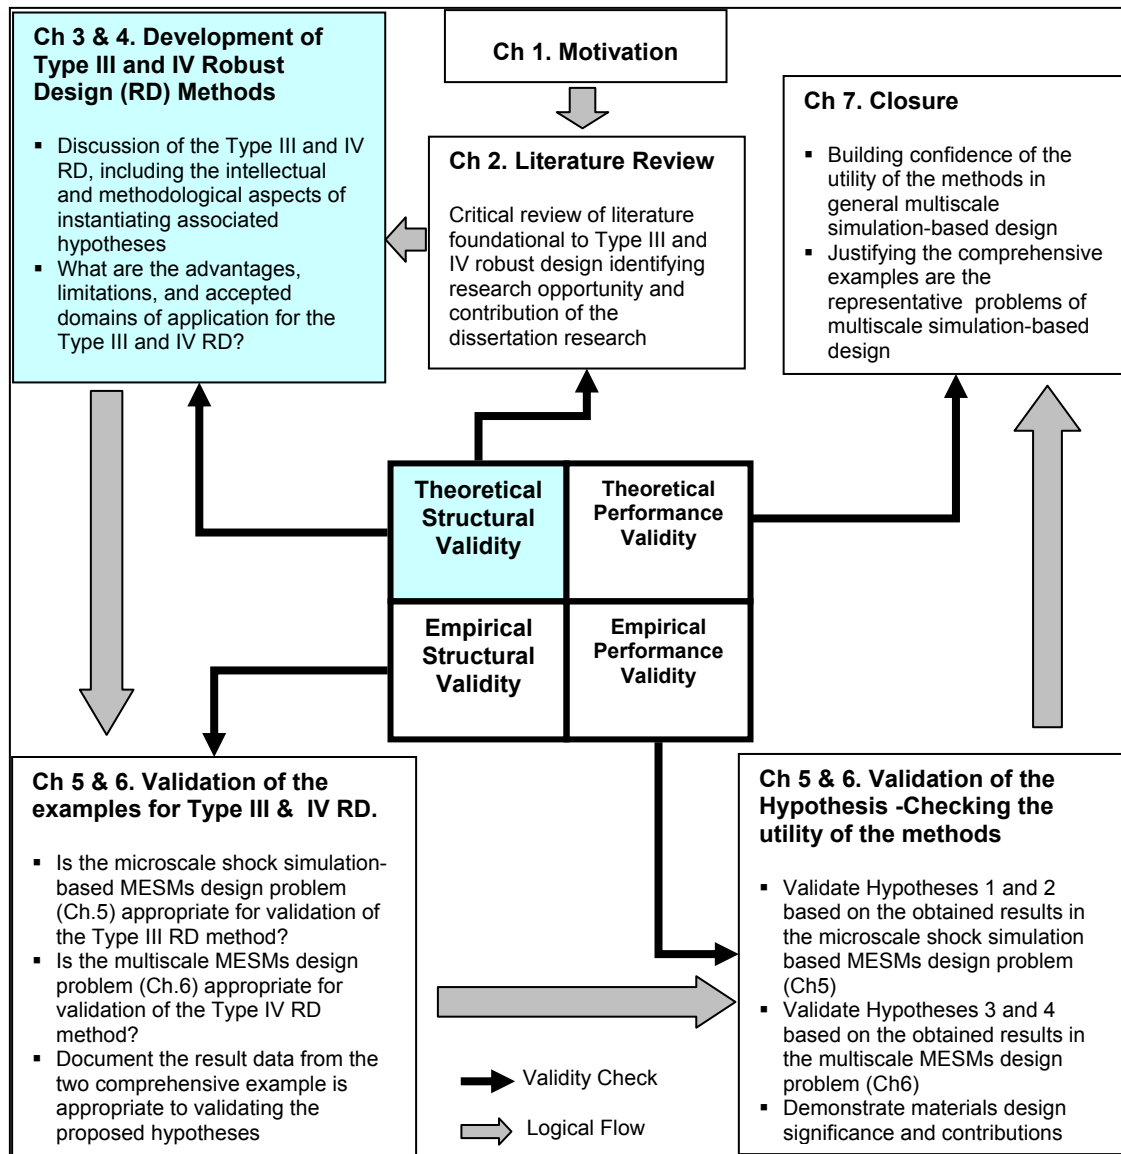 Ch 3 & 4. Development of
Type III and IV Robust
Design (RD) Methods
▪ Discussion of the Type III and IV
RD, including the intellectual
and methodological aspects of
instantiating associated
hypotheses
▪ What are the advantages,
limitations, and accepted
domains of application for the
Type III and IV RD?
Ch 1. Motivation
Ch 2. Literature Review
Critical review of literature
foundational to Type III and
IV robust design identifying
research opportunity and
contribution of the
dissertation research
Ch 7. Closure
▪ Building confidence of the
utility of the methods in
general multiscale
simulation-based design
▪ Justifying the comprehensive
examples are the
representative problems of
multiscale simulation-based
design
Theoretical
Structural
Validity
Theoretical
Performance
Validity
Empirical
Structural
Validity
Empirical
Performance
Validity
Ch 5 & 6. Validation of the
examples for Type III & IV RD.
▪ Is the microscale shock simulation-
based MESMs design problem
(Ch.5) appropriate for validation of
the Type III RD method?
▪ Is the multiscale MESMs design
problem (Ch.6) appropriate for
validation of the Type IV RD
method?
▪ Document the result data from the
two comprehensive example is
appropriate to validating the
proposed hypotheses
Validity Check
Logical Flow
Ch 5 & 6. Validation of the
Hypothesis -Checking the
utility of the methods
▪ Validate Hypotheses 1 and 2
based on the obtained results in
the microscale shock simulation
based MESMs design problem
(Ch5)
▪ Validate Hypotheses 3 and 4
based on the obtained results in
the multiscale MESMs design
problem (Ch6)
▪ Demonstrate materials design
significance and contributions